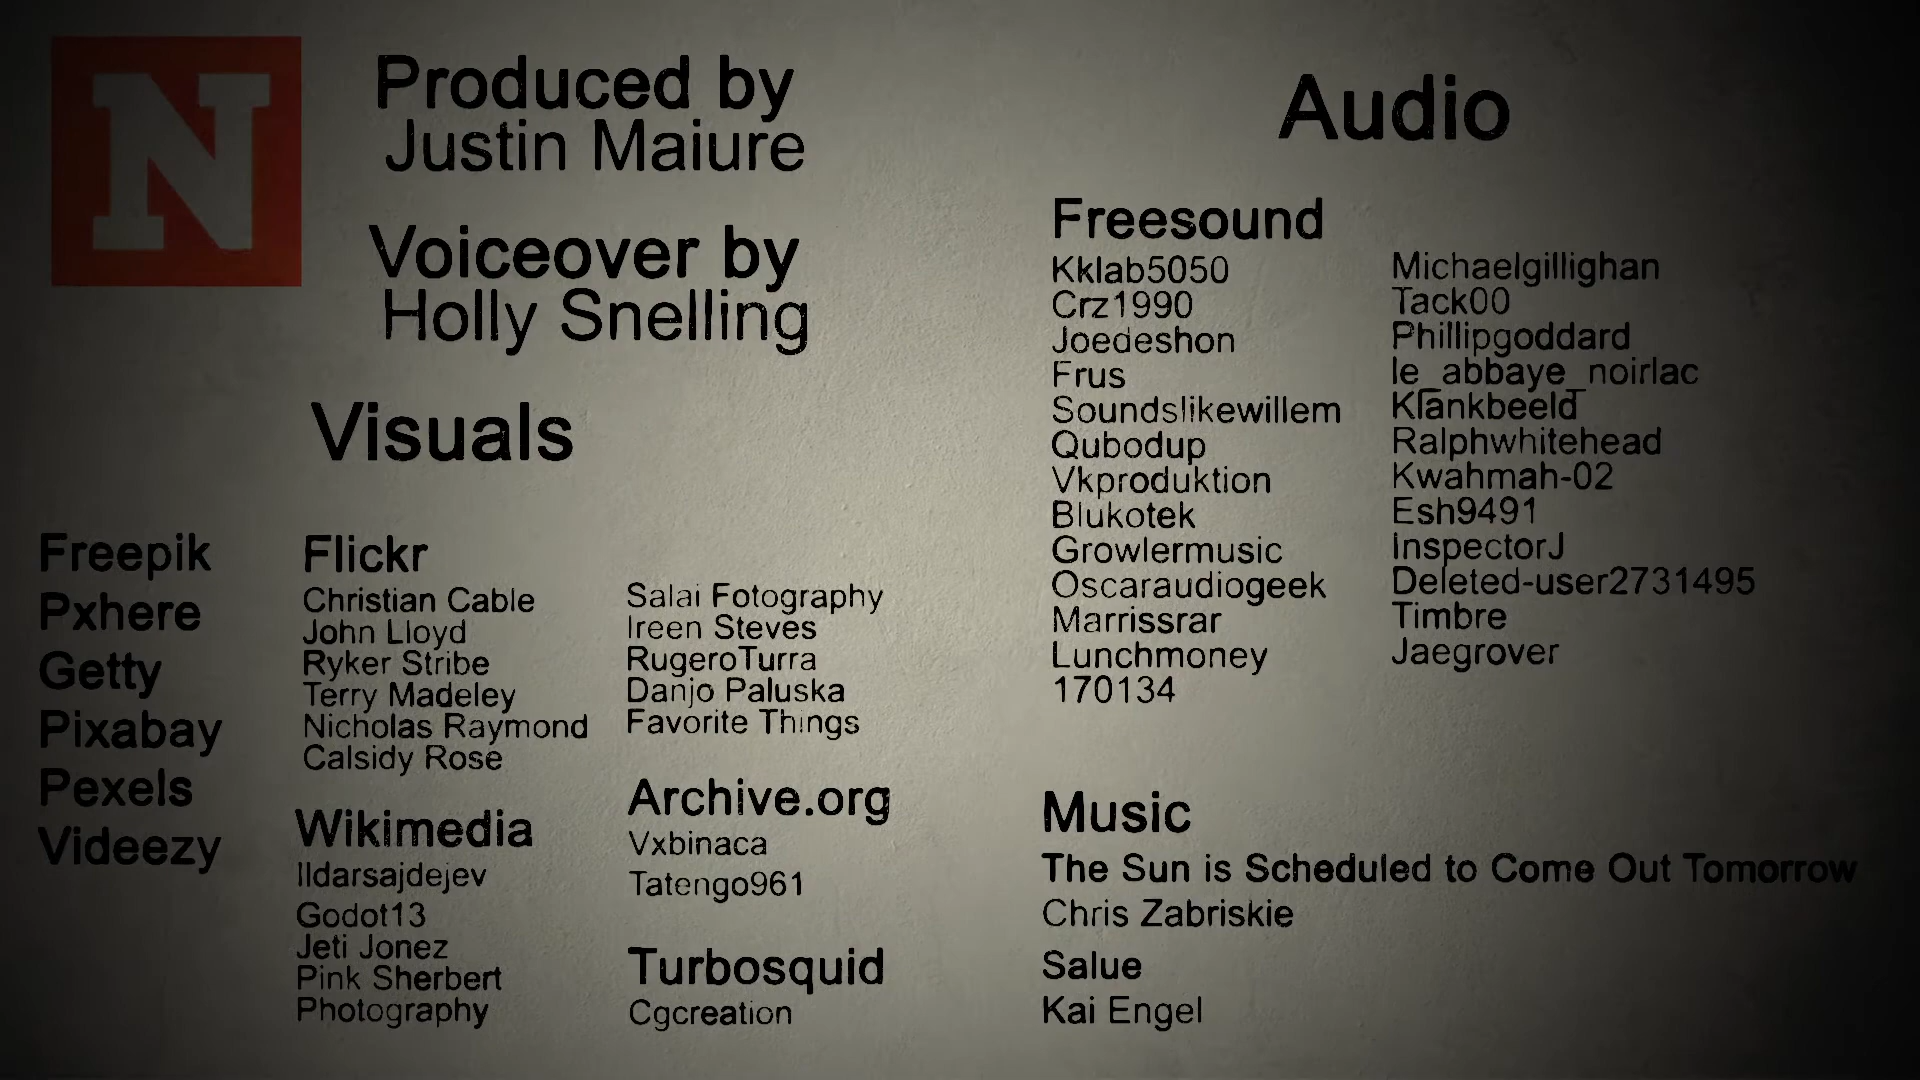 N
Produced by
Justin Maiure
Voiceover by
Holly Snelling
Visuals
Freepik
Pxhere
Getty
Pixabay
Pexels
Videezy
Flickr
Christian Cable
John Lloyd
Ryker Stribe
Terry Madeley
Nicholas Raymond
Calsidy Rose
Salai Fotography
Ireen Steves
RugeroTurra
Danjo Paluska
Favorite Things
Wikimedia
Ildarsajdejev
Godot13
Jeti Jonez
Pink Sherbert
Photography
Archive.org
Vxbinaca
Tatengo961
Turbosquid
Cgcreation
Audio
Freesound
Kklab5050
Crz1990
Joedeshon
Frus
Soundslikewillem
Qubodup
Vkproduktion
Blukotek
Growlermusic
Oscaraudiogeek
Marrissrar
Lunchmoney
170134
Michaelgillighan
Tack00
Phillipgoddard
le_abbaye_noirlac
Klankbeeld
Ralphwhitehead
Kwahmah-02
Esh9491
InspectorJ
Deleted-user2731495
Timbre
Jaegrover
Music
The Sun is Scheduled to Come Out Tomorrow
Chris Zabriskie
Salue
Kai Engel